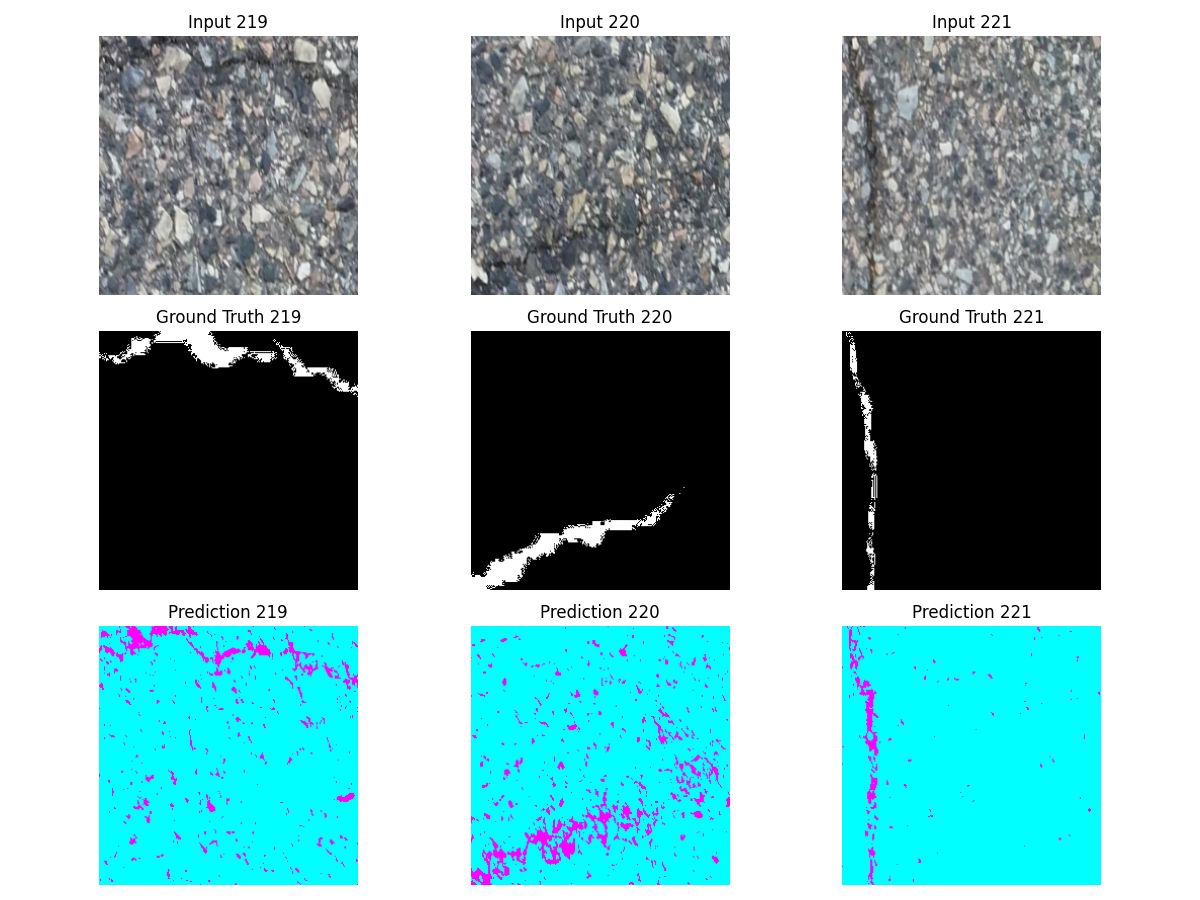 Input 219
Input 220
Input 221
Ground Truth 219
Ground Truth 220
Ground Truth 221
Prediction 219
Prediction 220
Prediction 221